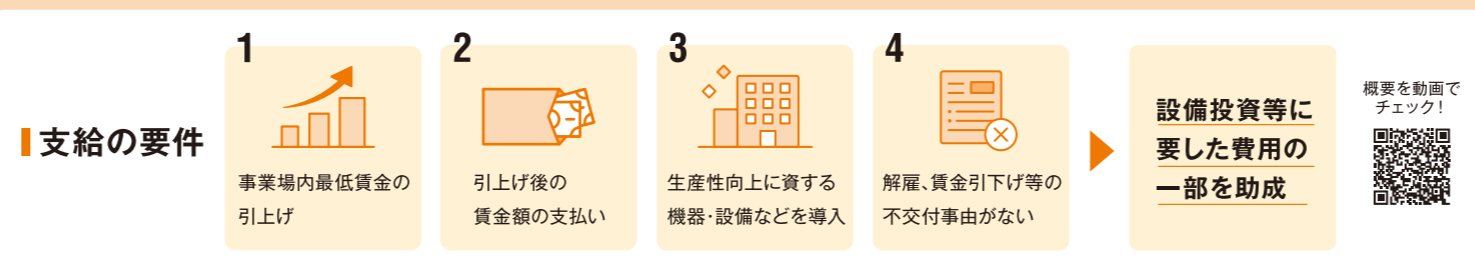 支給の要件
1
事業場内最低賃金の
引上げ
2
引上げ後の
賃金額の支払い
3
生産性向上に資する
機器・設備などを導入
4
解雇、賃金引下げ等の
不交付事由がない
設備投資等に
要した費用の
一部を助成
概要を動画で
チェック！